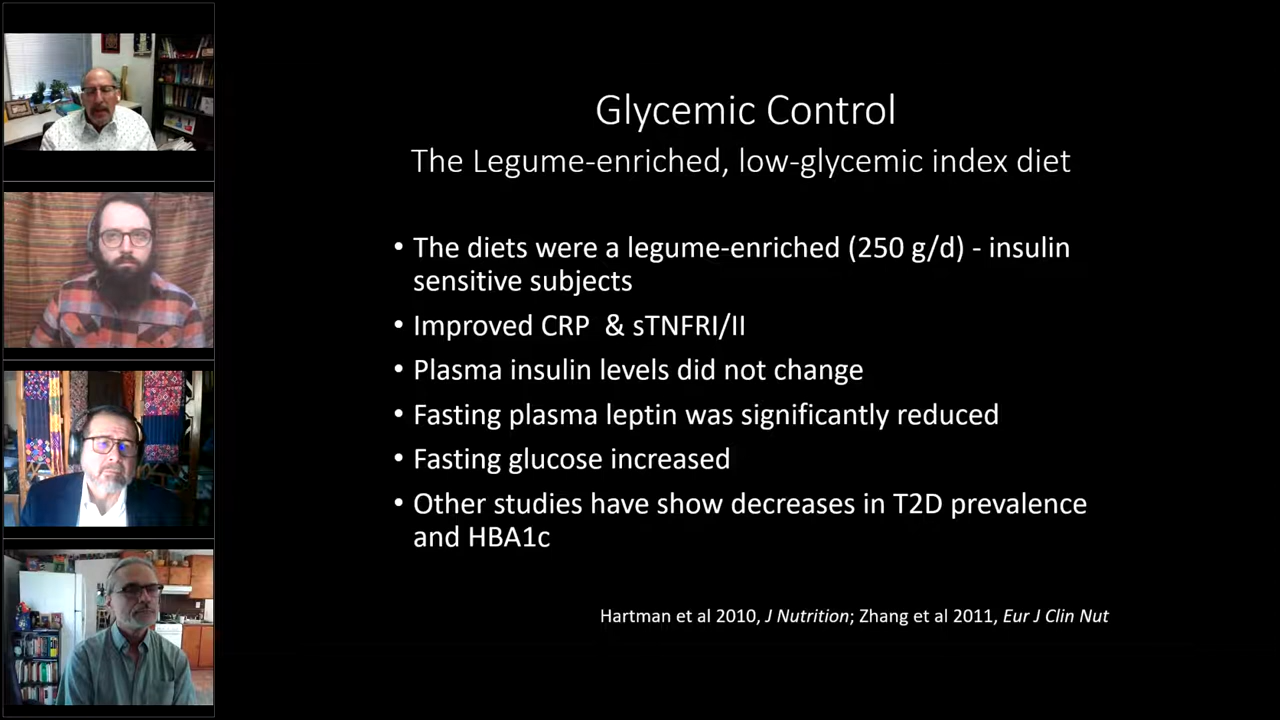 Glycemic Control
The Legume-enriched, low-glycemic index diet
• The diets were a legume-enriched (250 g/d) - insulin
sensitive subjects
• Improved CRP & sTNFRI/II
• Plasma insulin levels did not change
• Fasting plasma leptin was significantly reduced
• Fasting glucose increased
• Other studies have show decreases in T2D prevalence
and HBA1c
Hartman et al 2010, J Nutrition; Zhang et al 2011, Eur J Clin Nut